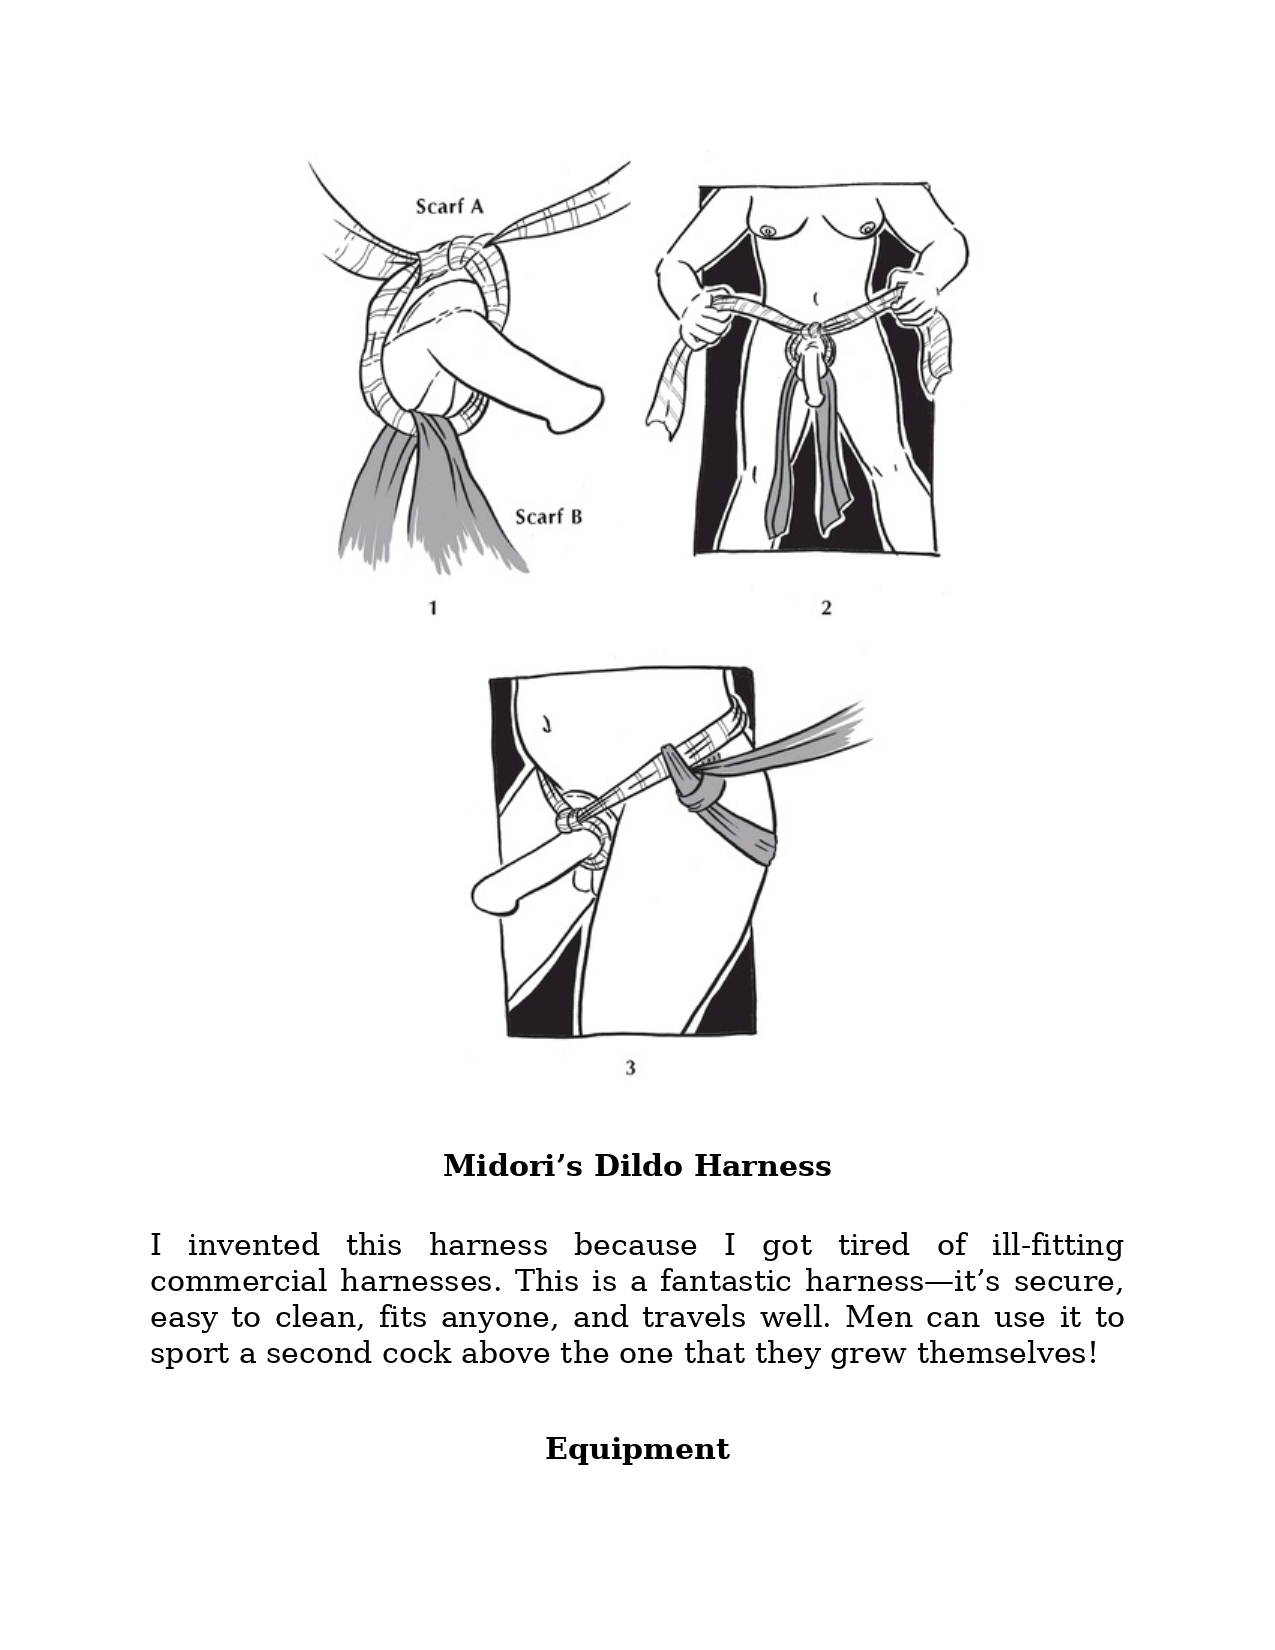 Scarf A
Scarf B
1
2
3
Midori’s Dildo Harness
I invented this harness because I got tired of ill-fitting
commercial harnesses. This is a fantastic harness—it’s secure,
easy to clean, fits anyone, and travels well. Men can use it to
sport a second cock above the one that they grew themselves!
Equipment